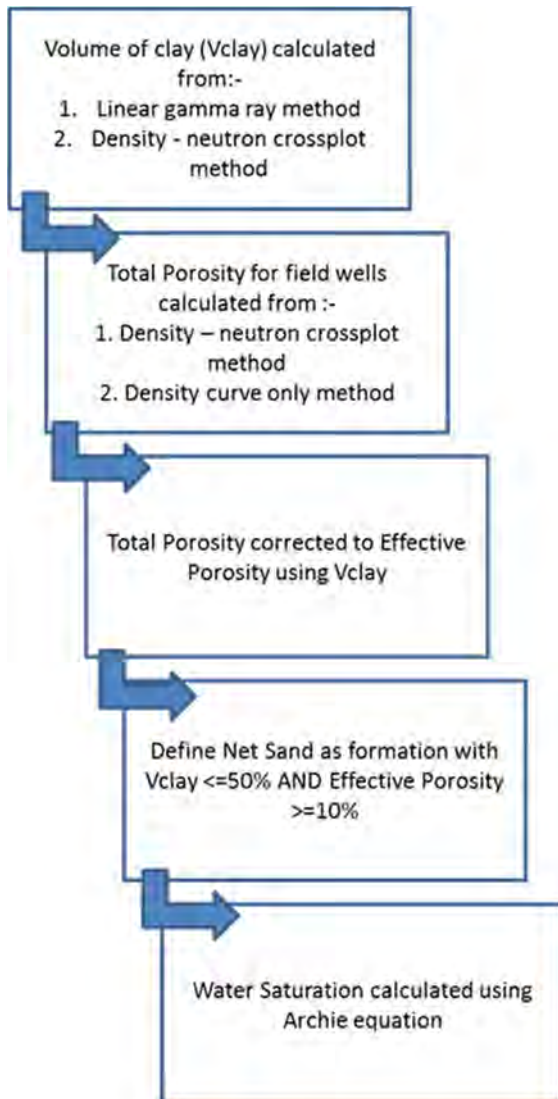 Volume of clay (Vclay) calculated
from:-
1. Linear gamma ray method
2. Density - neutron crossplot
method
Total Porosity for field wells
calculated from :-
1. Density – neutron crossplot
method
2. Density curve only method
Total Porosity corrected to Effective
Porosity using Vclay
Define Net Sand as formation with
Vclay <=50% AND Effective Porosity
>=10%
Water Saturation calculated using
Archie equation